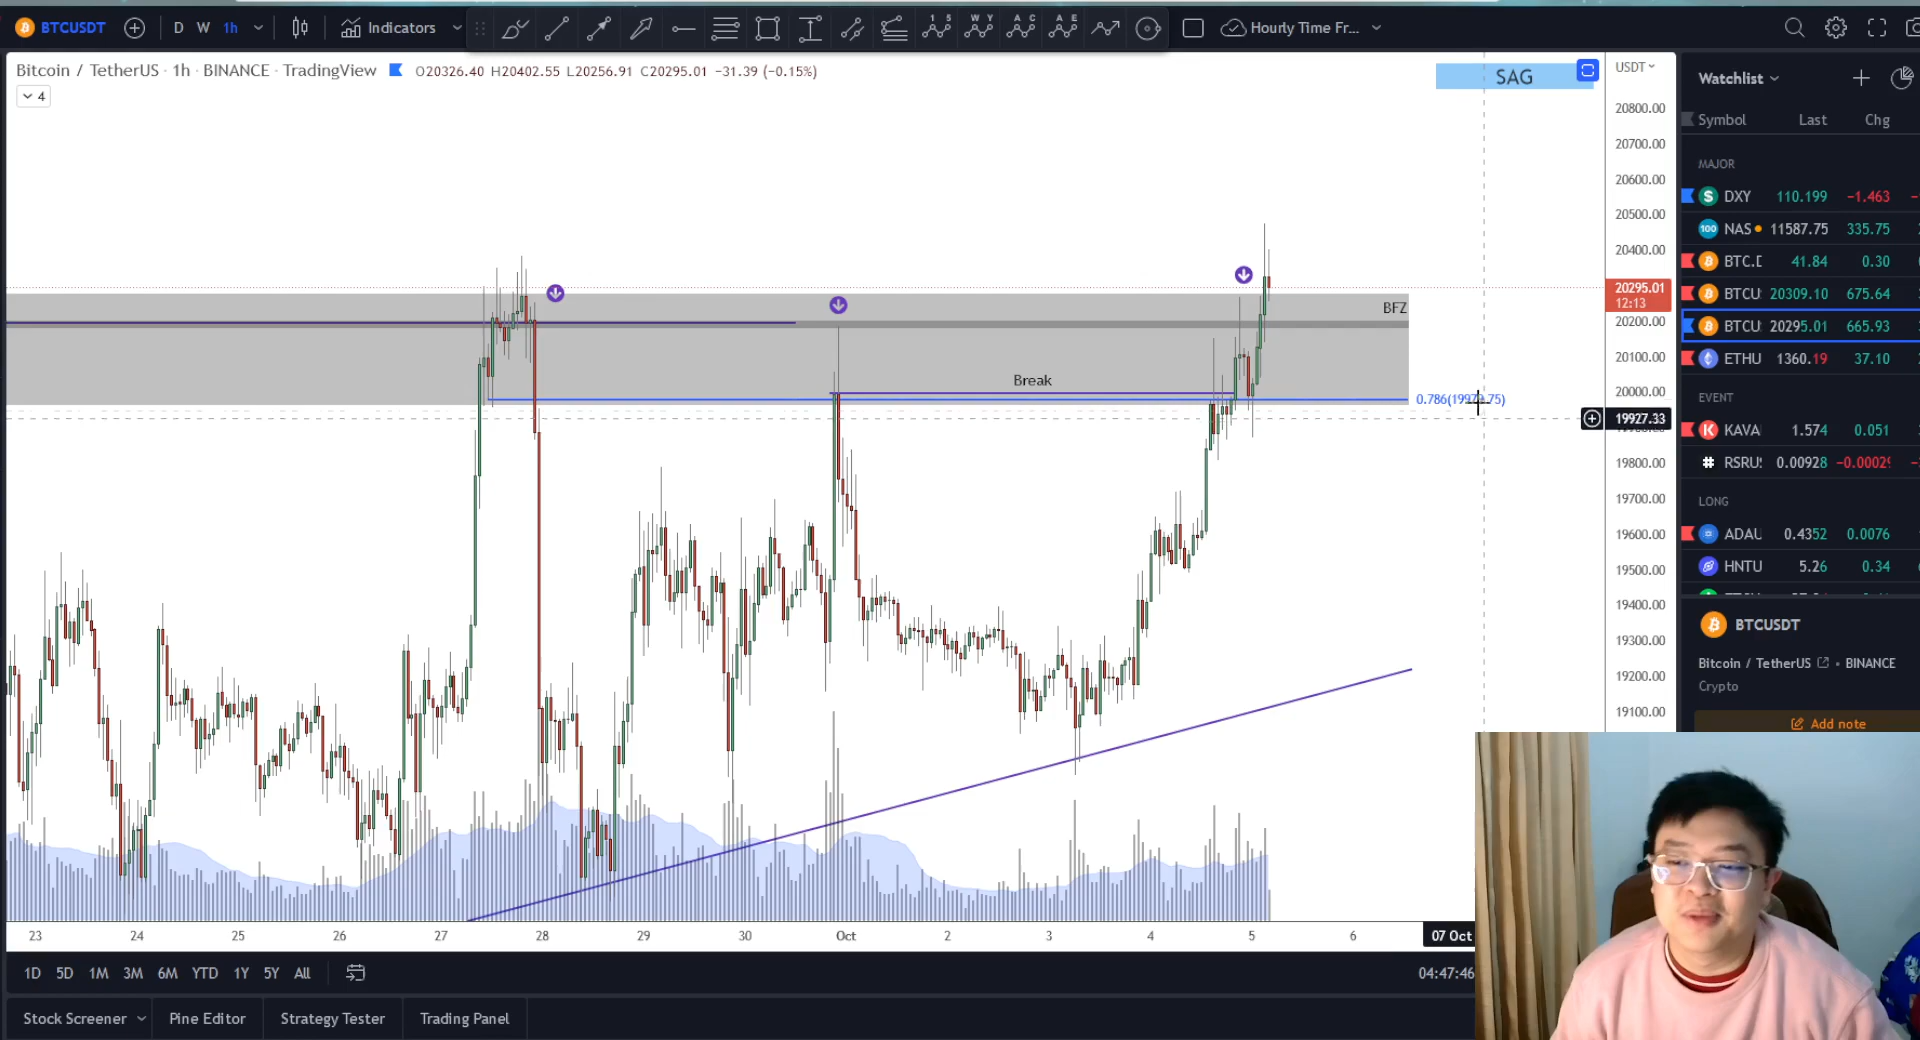 BTCUSDT D W 1h Indicators Hourly Time Fr...
Bitcoin / TetherUS · 1h · BINANCE · TradingView O20326.40 H20402.55 L20256.91 C20295.01 −31.39 (−0.15%)
4
SAG
USDT
20800.00
20700.00
20600.00
20500.00
20400.00
20295.01
12:13
20200.00
20100.00
20000.00
19927.33
19800.00
19700.00
19600.00
19500.00
19400.00
19300.00
19200.00
19100.00
BFZ
Break
23 24 25 26 27 28 29 30 Oct 2 3 4 5 6 07 Oct
1D 5D 1M 3M 6M YTD 1Y 5Y All 04:47:46
Stock Screener Pine Editor Strategy Tester Trading Panel
Watchlist
Symbol Last Chg
MAJOR
DXY 110.199 −1.463
NAS 11587.75 335.75
BTC.D 41.84 0.30
BTCU 20309.10 675.64
BTCU 20295.01 665.93
ETHU 1360.19 37.10
EVENT
KAVA 1.574 0.051
RSRU 0.00928 −0.00029
LONG
ADAU 0.4352 0.0076
HNTU 5.26 0.34
BTCUSDT
Bitcoin / TetherUS • BINANCE
Crypto
Add note